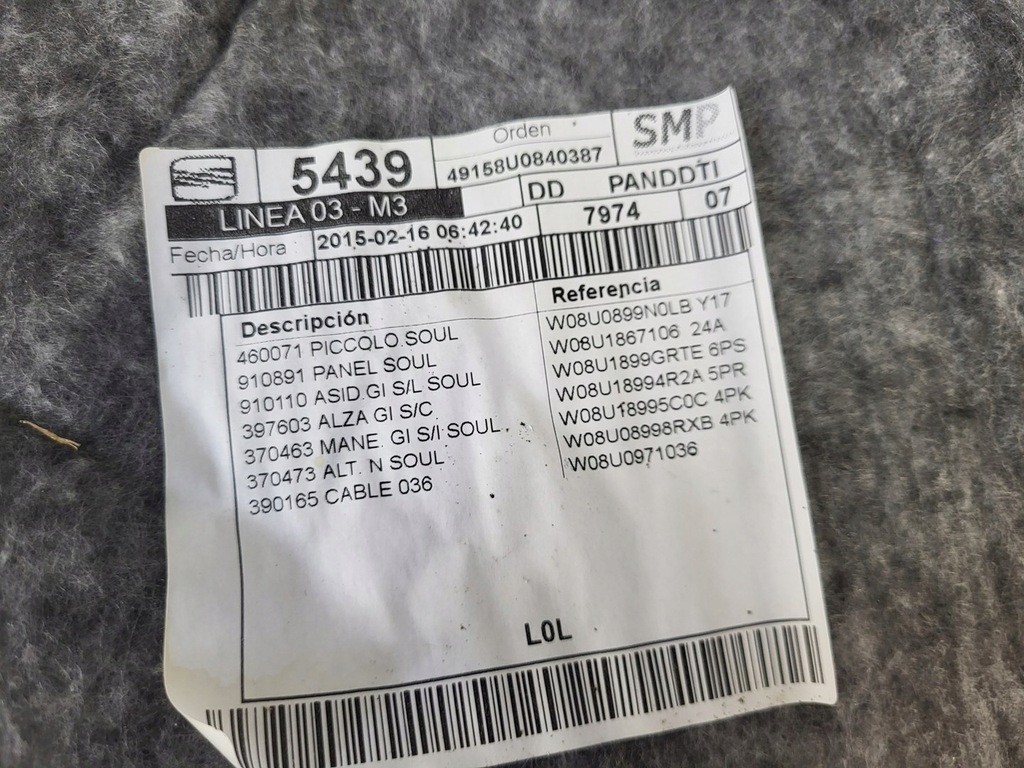 5439
Orden
49158U0840387
SMP
LINEA 03 - M3
DD PANDDTI
Fecha/Hora
2015-02-16 06:42:40
7974
07
Descripción Referencia
460071 PICCOLO SOUL W08U0899N0LB Y17
910891 PANEL SOUL W08U1867106 24A
910110 ASID GI S/L SOUL W08U1899GRTE 6PS
397603 ALZA GI S/C W08U18994R2A 5PR
370463 MANE. GI S/I SOUL W08U18995C0C 4PK
370473 ALT. N SOUL W08U08998RXB 4PK
390165 CABLE 036 W08U0971036
L0L